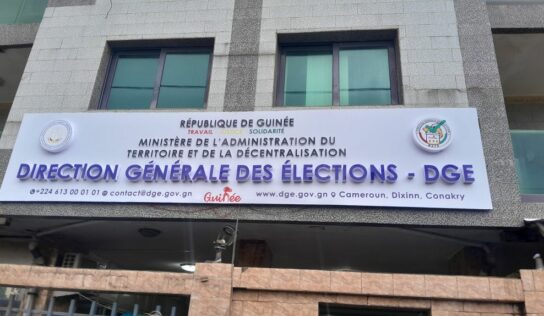 RÉPUBLIQUE DE GUINÉE
TRAVAIL JUSTICE SOLIDARITÉ
MINISTÈRE DE L'ADMINISTRATION DU
TERRITOIRE ET DE LA DÉCENTRALISATION
DIRECTION GÉNÉRALE DES ÉLECTIONS - DGE
+224 613 00 01 01 contact@dge.gov.gn Guinée www.dge.gov.gn Cameroun, Dixinn, Conakry